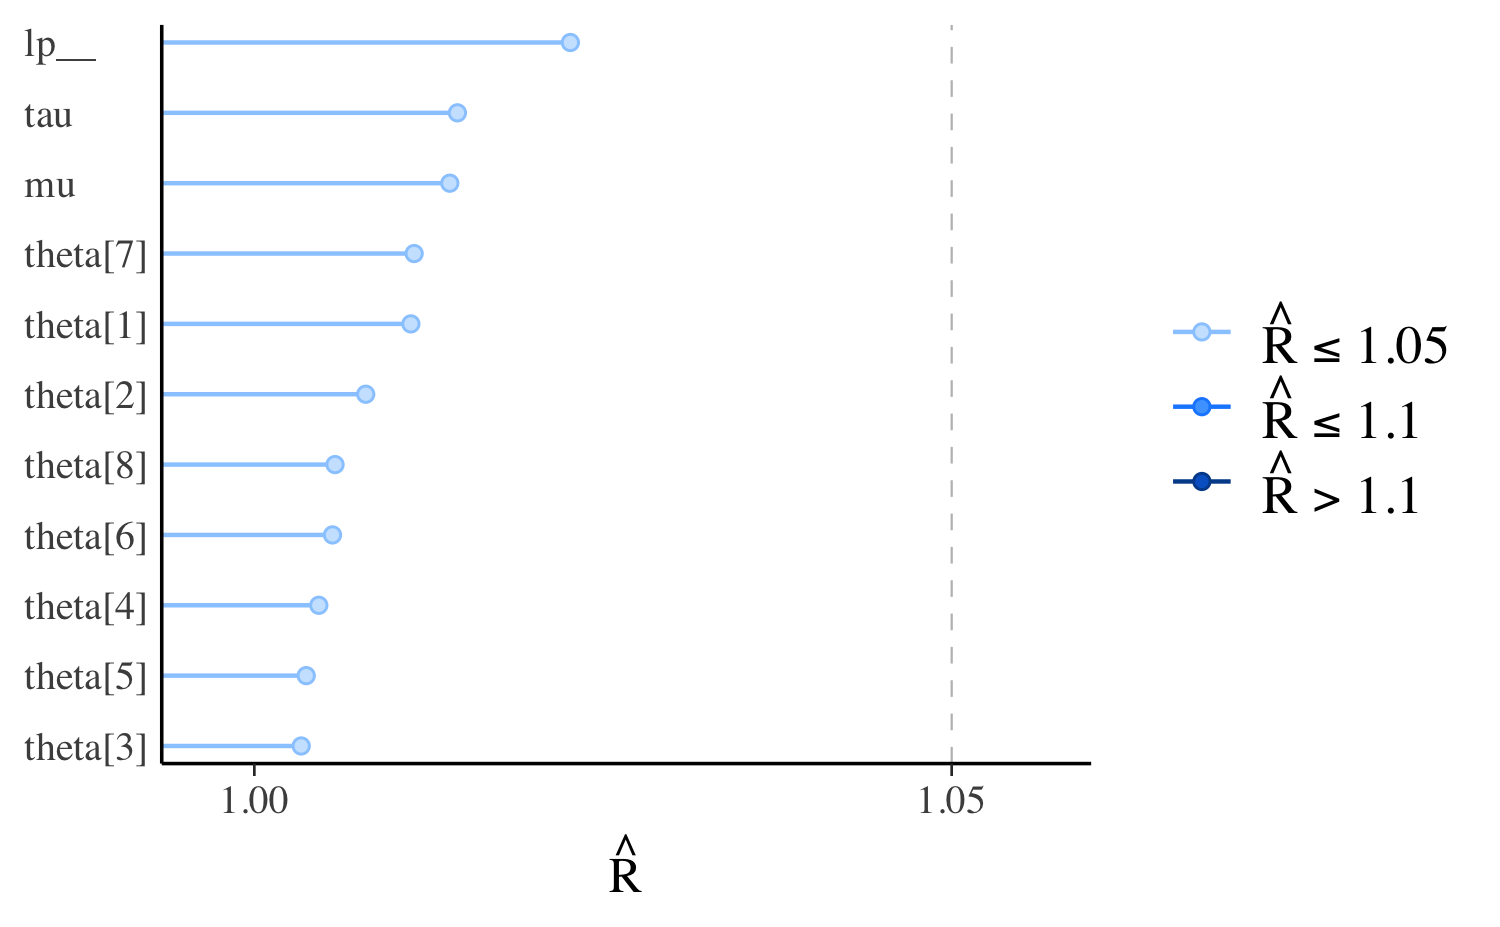 lp__
tau
mu
theta[7]
theta[1]
theta[2]
theta[8]
theta[6]
theta[4]
theta[5]
theta[3]
1.00 1.05
R̂
R̂ ≤ 1.05
R̂ ≤ 1.1
R̂ > 1.1